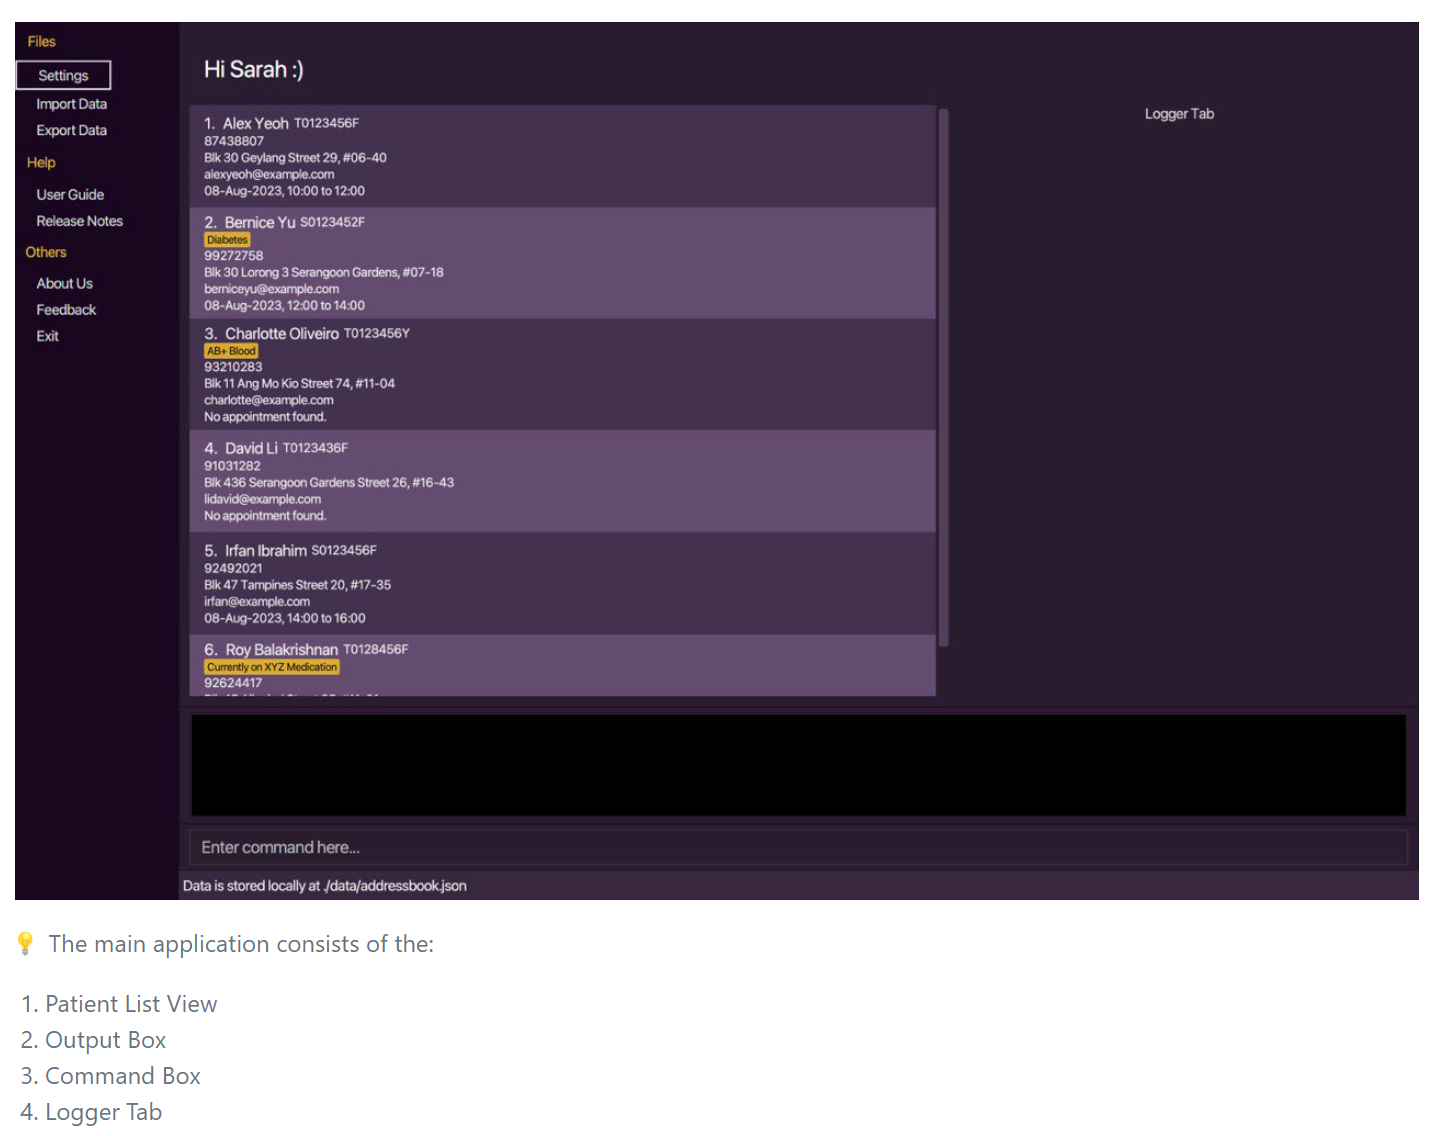 Files
Settings
Import Data
Export Data
Help
User Guide
Release Notes
Others
About Us
Feedback
Exit
Hi Sarah :)
1. Alex Yeoh T0123456F
87438807
Blk 30 Geylang Street 29, #06-40
alexyeoh@example.com
08-Aug-2023, 10:00 to 12:00
2. Bernice Yu S0123452F
Diabetes
99272758
Blk 30 Lorong 3 Serangoon Gardens, #07-18
berniceyu@example.com
08-Aug-2023, 12:00 to 14:00
3. Charlotte Oliveiro T0123456Y
AB+ Blood
93210283
Blk 11 Ang Mo Kio Street 74, #11-04
charlotte@example.com
No appointment found.
4. David Li T0123436F
91031282
Blk 436 Serangoon Gardens Street 26, #16-43
lidavid@example.com
No appointment found.
5. Irfan Ibrahim S0123456F
92492021
Blk 47 Tampines Street 20, #17-35
irfan@example.com
08-Aug-2023, 14:00 to 16:00
6. Roy Balakrishnan T0128456F
Currently on XYZ Medication
92624417
Logger Tab
Enter command here...
Data is stored locally at ./data/addressbook.json
The main application consists of the:
1. Patient List View
2. Output Box
3. Command Box
4. Logger Tab